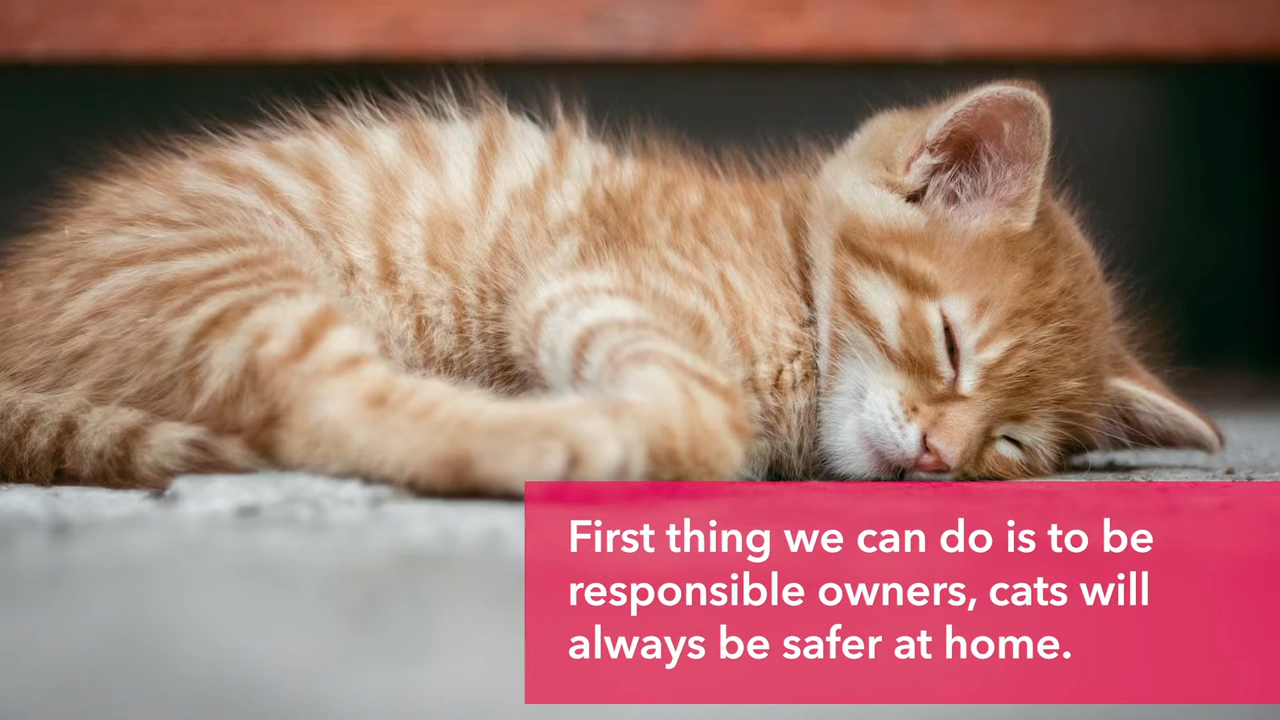 First thing we can do is to be
responsible owners, cats will
always be safer at home.